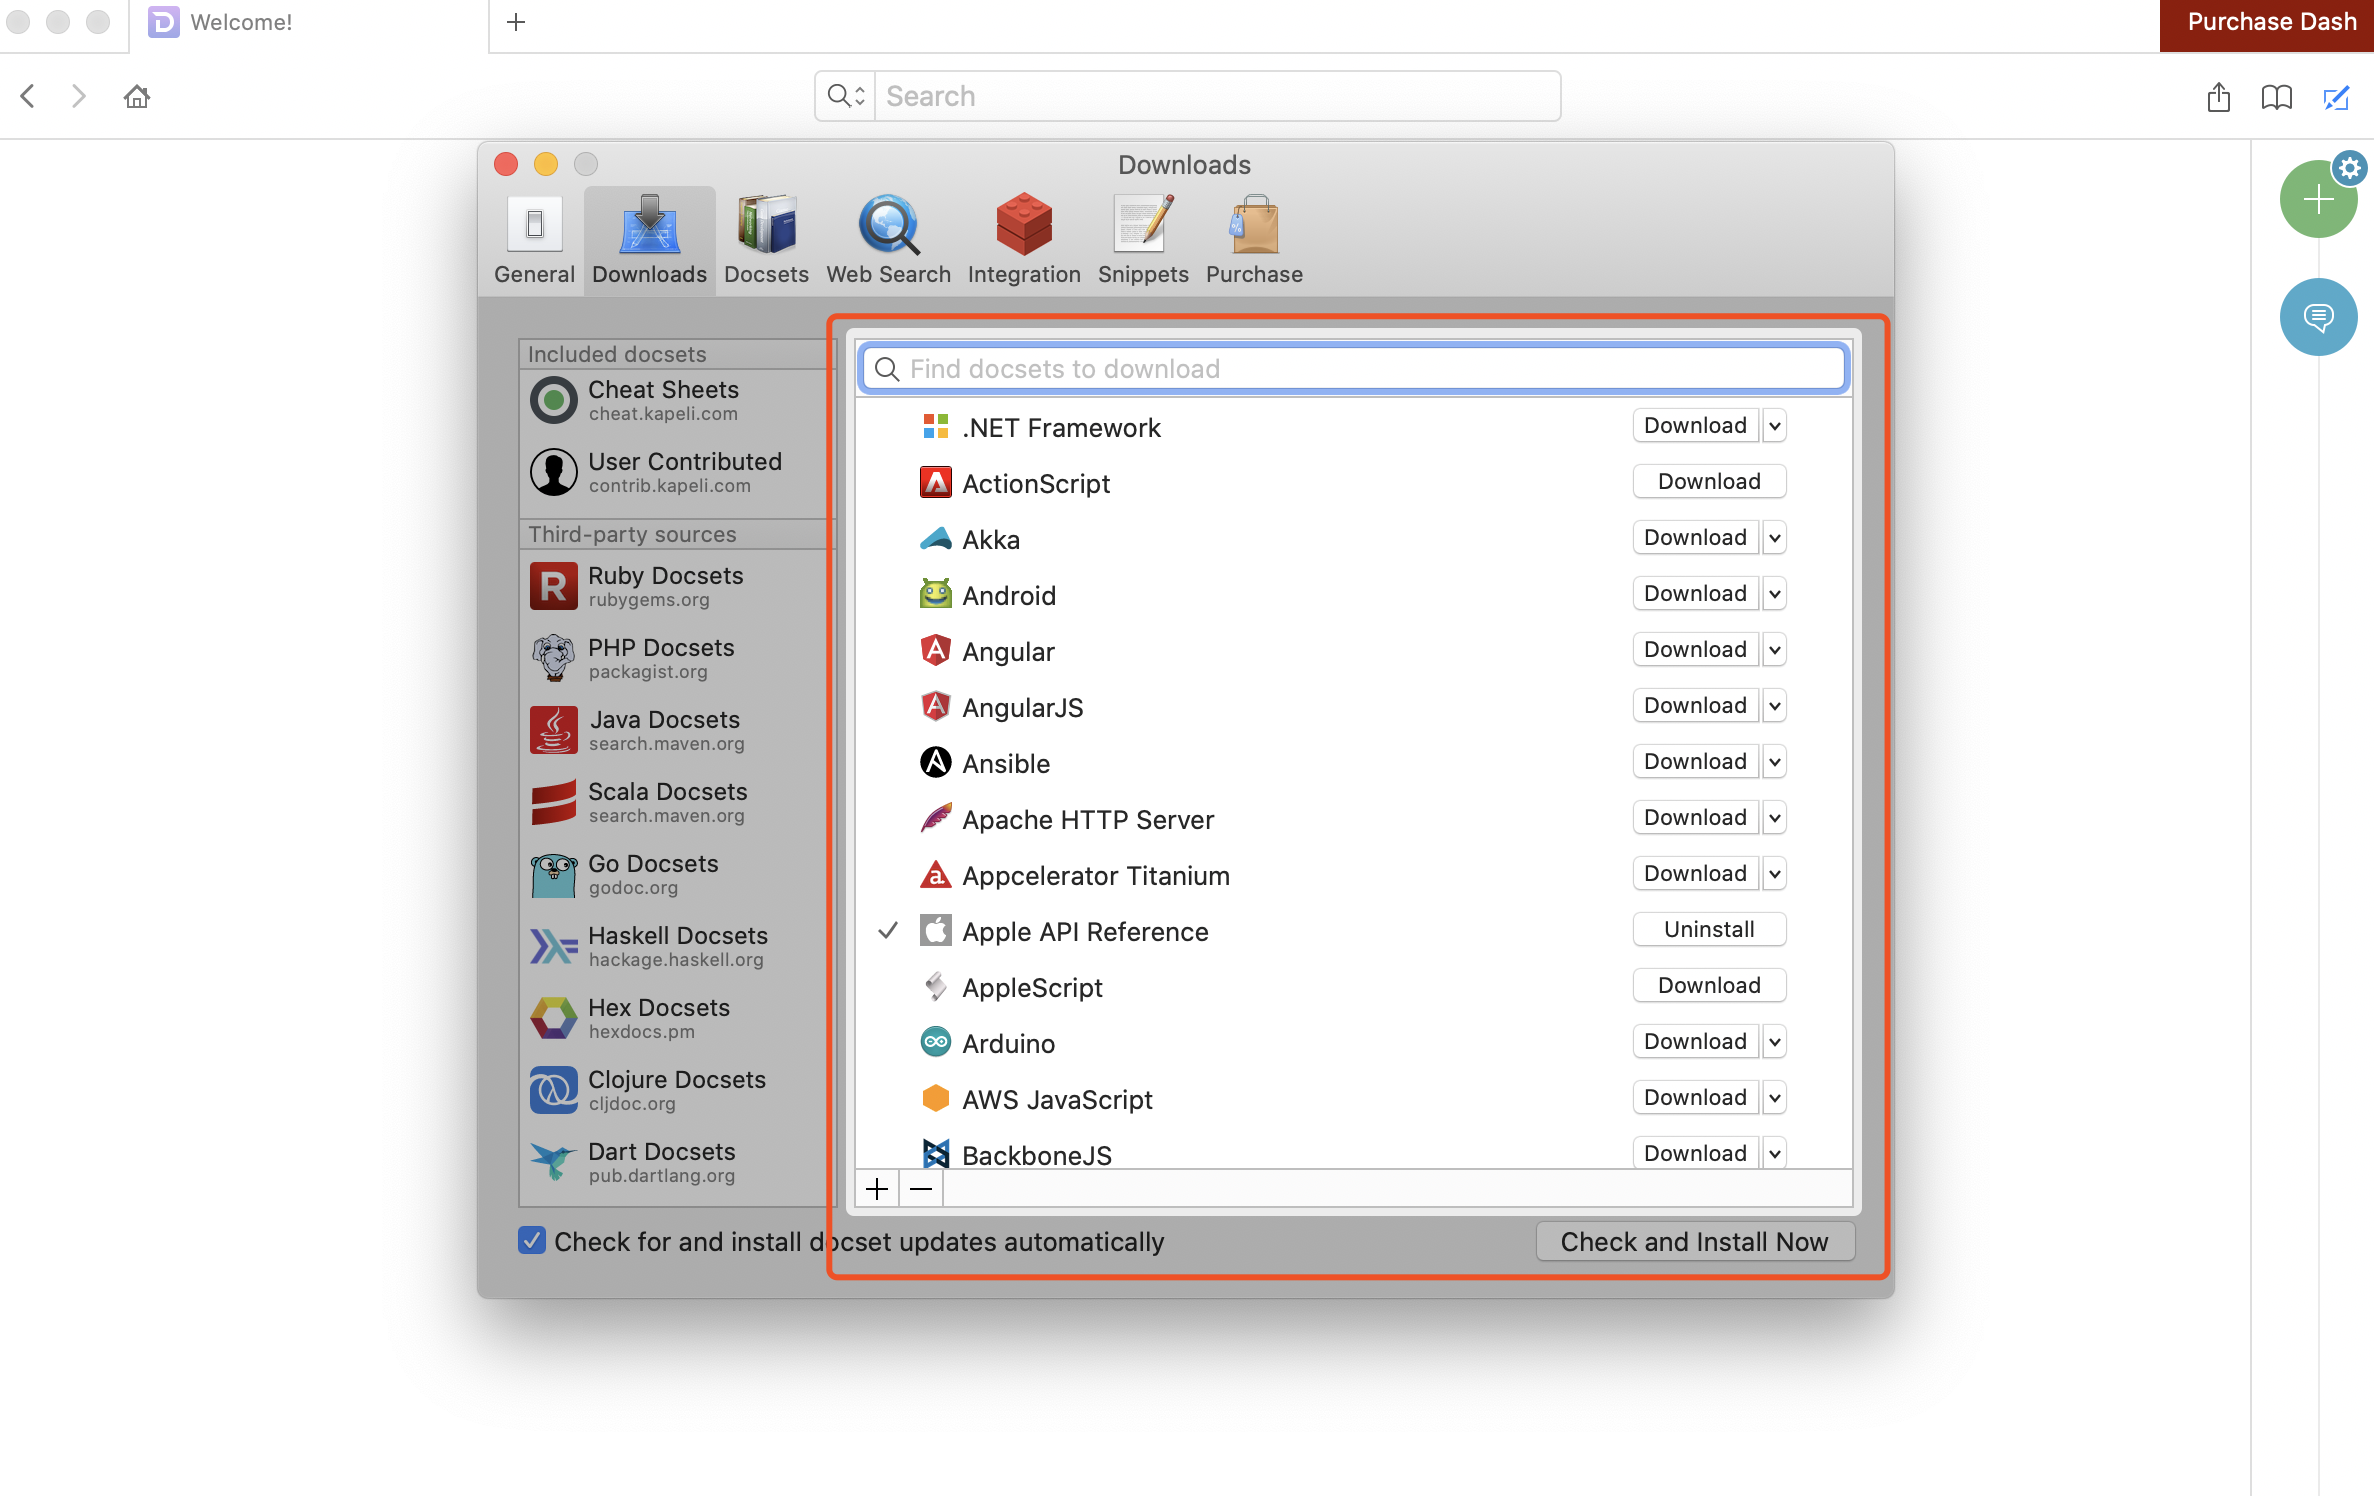 Welcome!
Purchase Dash
Search
Downloads
General
Downloads
Docsets
Web Search
Integration
Snippets
Purchase
Included docsets
Cheat Sheets
cheat.kapeli.com
User Contributed
contrib.kapeli.com
Third-party sources
Ruby Docsets
rubygems.org
PHP Docsets
packagist.org
Java Docsets
search.maven.org
Scala Docsets
search.maven.org
Go Docsets
godoc.org
Haskell Docsets
hackage.haskell.org
Hex Docsets
hexdocs.pm
Clojure Docsets
cljdoc.org
Dart Docsets
pub.dartlang.org
Find docsets to download
.NET Framework Download
ActionScript Download
Akka Download
Android Download
Angular Download
AngularJS Download
Ansible Download
Apache HTTP Server Download
Appcelerator Titanium Download
Apple API Reference Uninstall
AppleScript Download
Arduino Download
AWS JavaScript Download
BackboneJS Download
Check for and install docset updates automatically
Check and Install Now